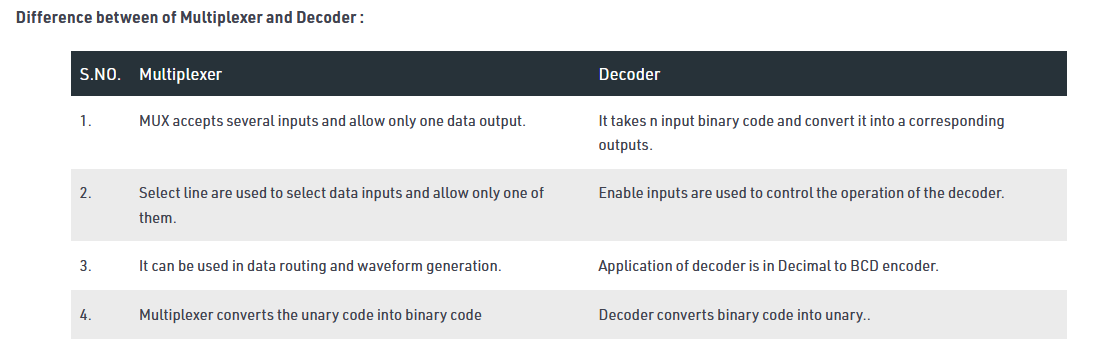 Difference between of Multiplexer and Decoder :
S.NO. Multiplexer Decoder
1. MUX accepts several inputs and allow only one data output. It takes n input binary code and convert it into a corresponding
outputs.
2. Select line are used to select data inputs and allow only one of Enable inputs are used to control the operation of the decoder.
them.
3. It can be used in data routing and waveform generation. Application of decoder is in Decimal to BCD encoder.
4. Multiplexer converts the unary code into binary code Decoder converts binary code into unary..